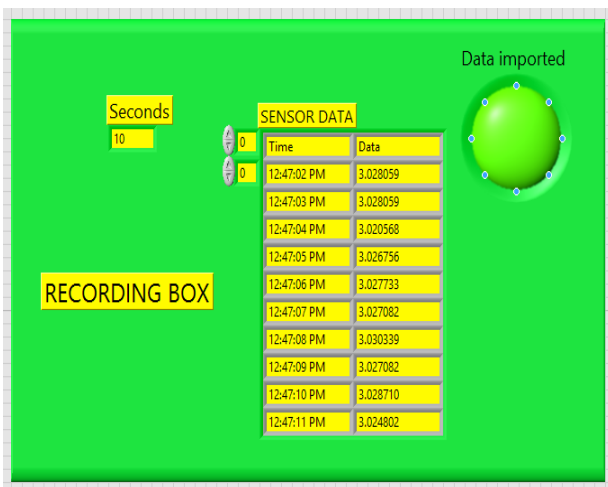 Data imported
Seconds
10
SENSOR DATA
0
0
Time Data
12:47:02 PM 3.028059
12:47:03 PM 3.028059
12:47:04 PM 3.020568
12:47:05 PM 3.026756
12:47:06 PM 3.027733
12:47:07 PM 3.027082
12:47:08 PM 3.030339
12:47:09 PM 3.027082
12:47:10 PM 3.028710
12:47:11 PM 3.024802
RECORDING BOX